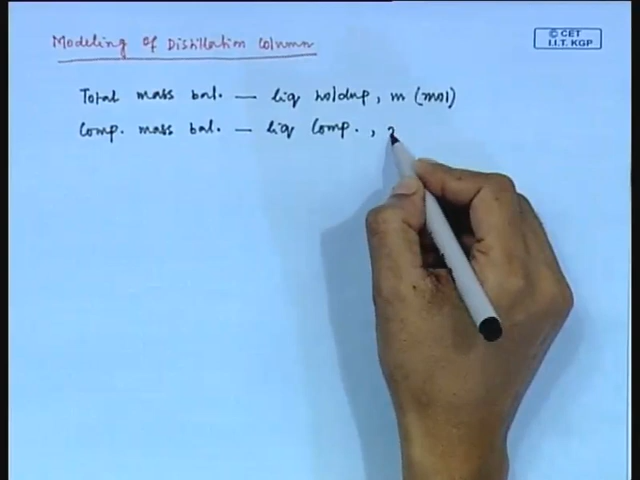 Modeling of Distillation Column
© CET
I.I.T. KGP
Total mass bal. — liq holdup, m (mol)
Comp. mass bal. — liq Comp.,